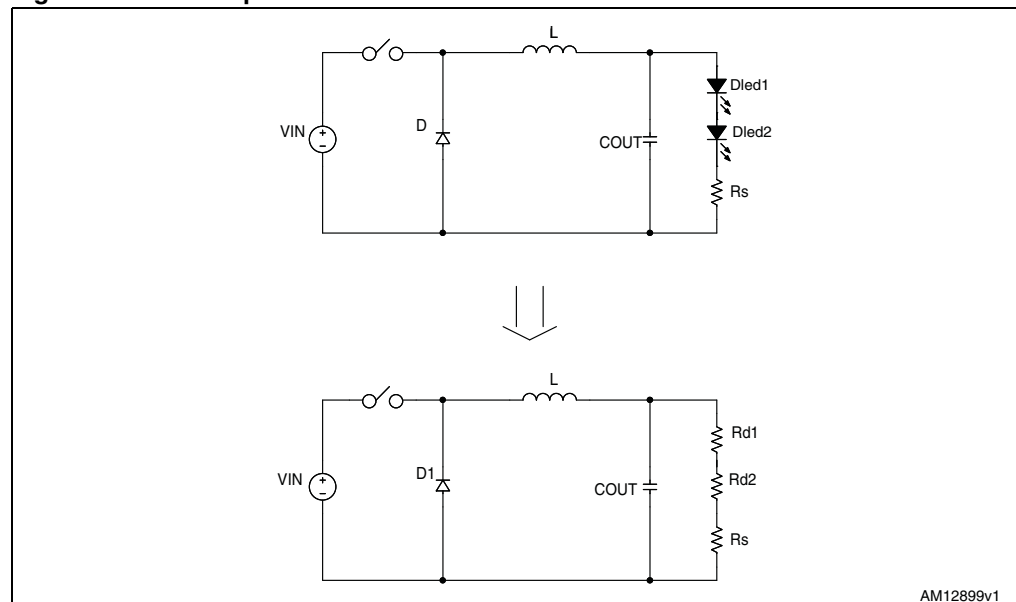 L
Dled1
VIN
D
COUT
Dled2
Rs
L
Rd1
VIN
D1
COUT
Rd2
Rs
AM12899v1